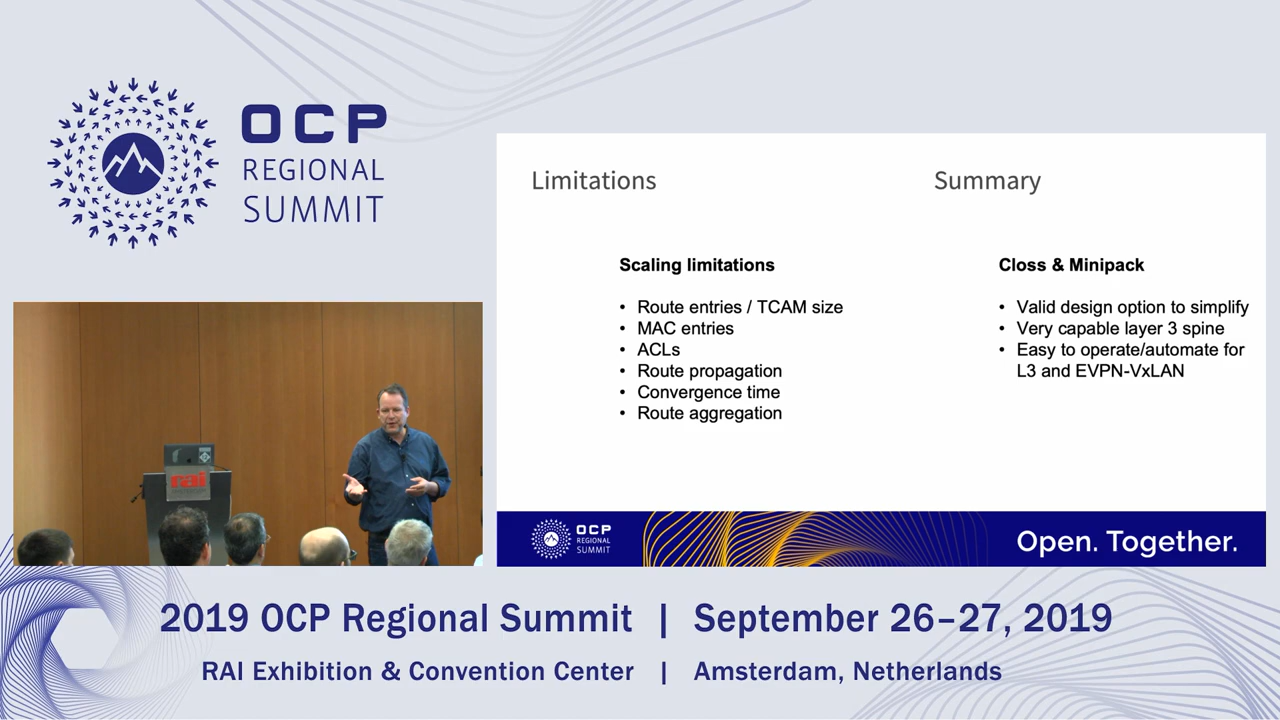 OCP
REGIONAL
SUMMIT
Limitations
Scaling limitations
• Route entries / TCAM size
• MAC entries
• ACLs
• Route propagation
• Convergence time
• Route aggregation
Summary
Closs & Minipack
• Valid design option to simplify
• Very capable layer 3 spine
• Easy to operate/automate for
L3 and EVPN-VxLAN
rai
OCP
REGIONAL
SUMMIT
Open. Together.
2019 OCP Regional Summit | September 26–27, 2019
RAI Exhibition & Convention Center | Amsterdam, Netherlands